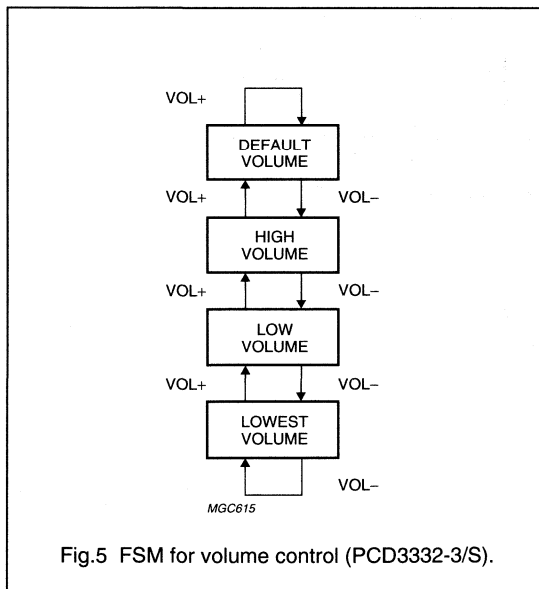 VOL+
DEFAULT
VOLUME
VOL+ VOL−
HIGH
VOLUME
VOL+ VOL−
LOW
VOLUME
VOL+ VOL−
LOWEST
VOLUME
VOL−
MGC615
Fig.5 FSM for volume control (PCD3332-3/S).